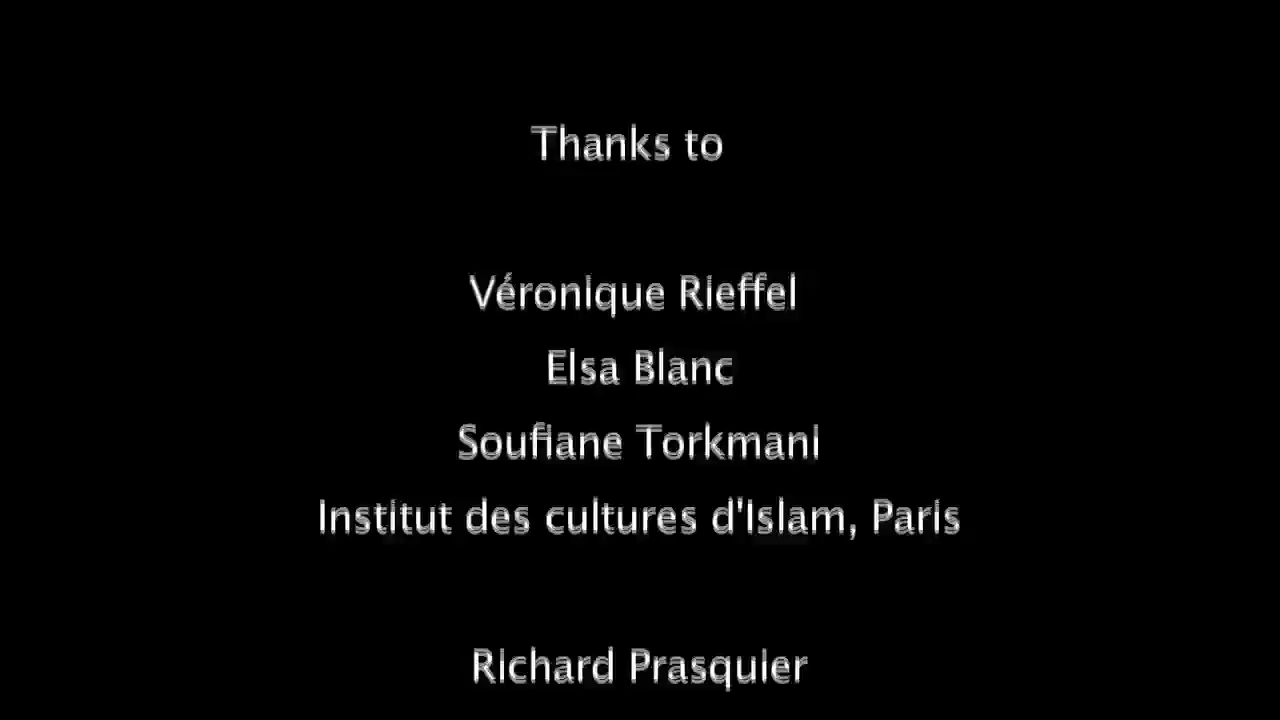 Thanks to
Véronique Rieffel
Elsa Blanc
Soufiane Torkmani
Institut des cultures d'Islam, Paris
Richard Prasquier